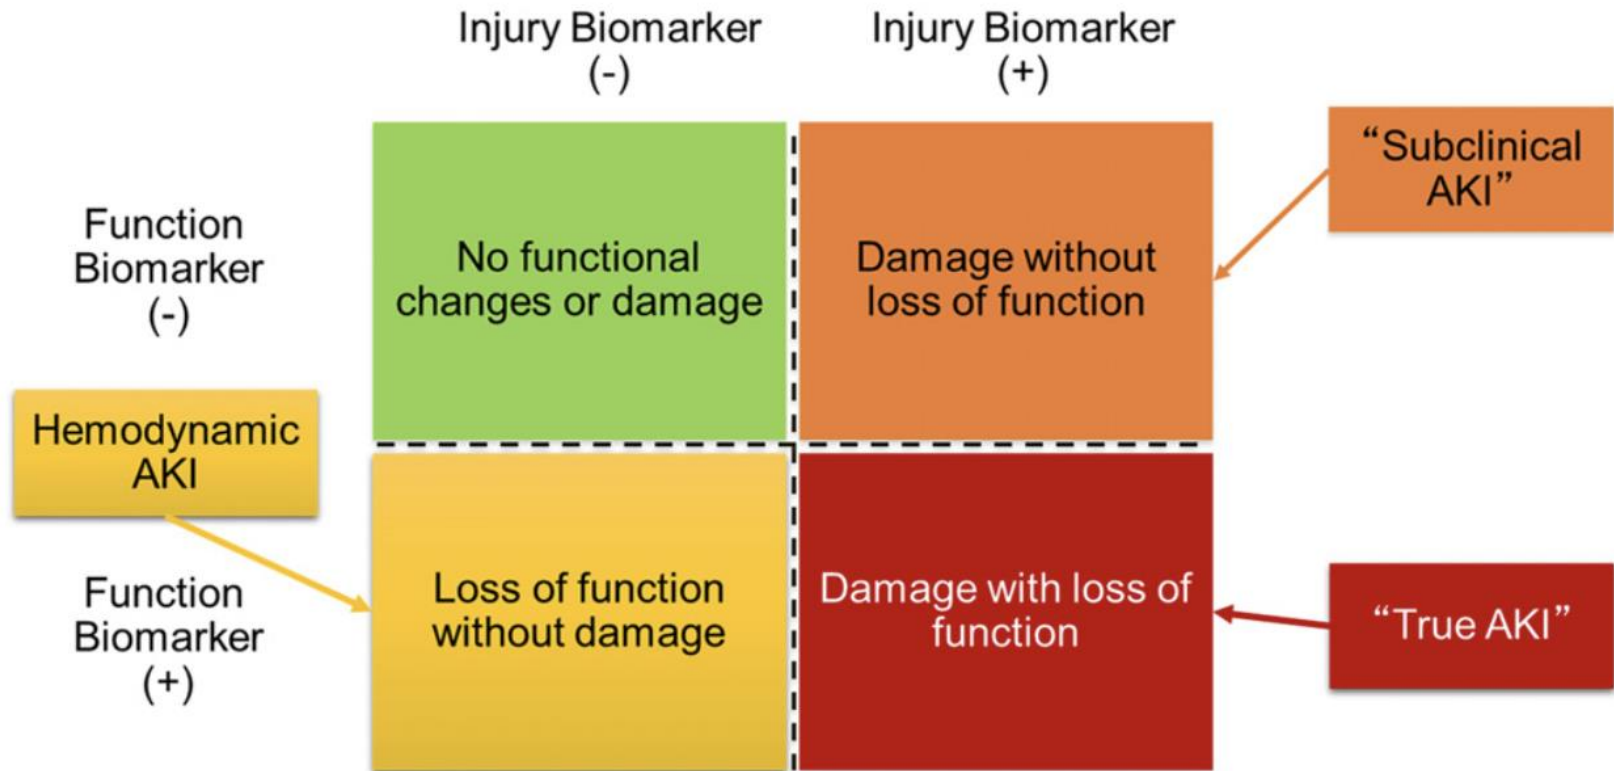 Injury Biomarker
(-)
Injury Biomarker
(+)
Function
Biomarker
(-)
No functional
changes or damage
Damage without
loss of function
“Subclinical
AKI”
Hemodynamic
AKI
Function
Biomarker
(+)
Loss of function
without damage
Damage with loss of
function
“True AKI”